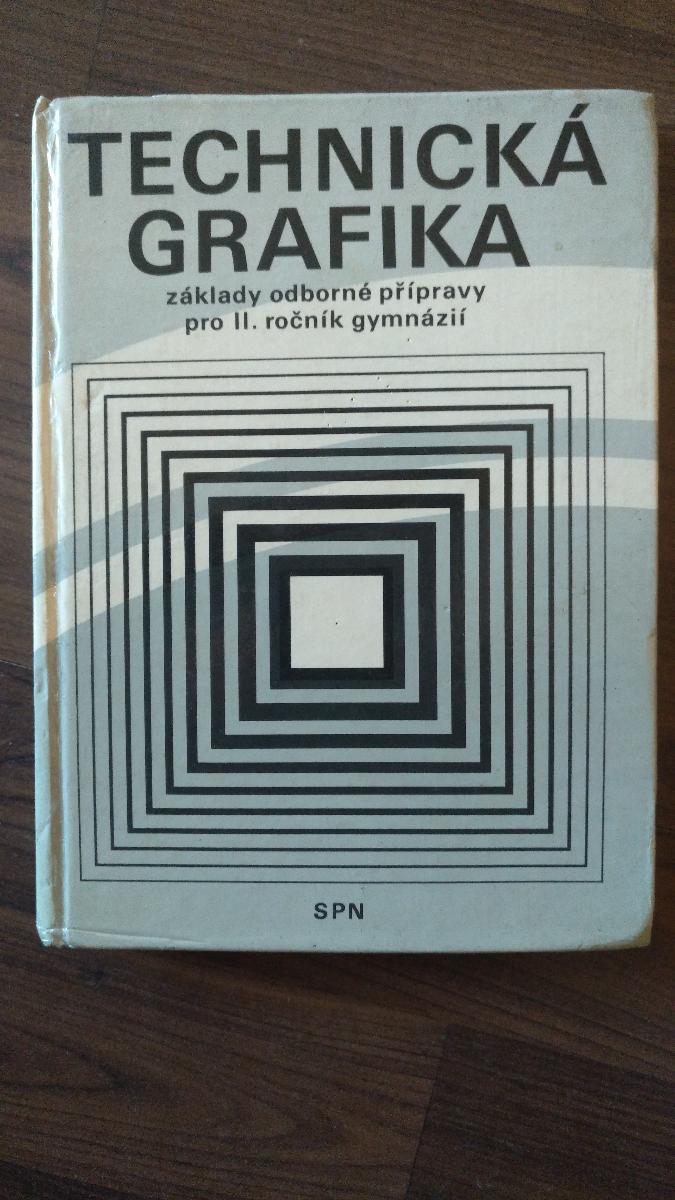 TECHNICKÁ
GRAFIKA
základy odborné přípravy
pro II. ročník gymnázií
SPN